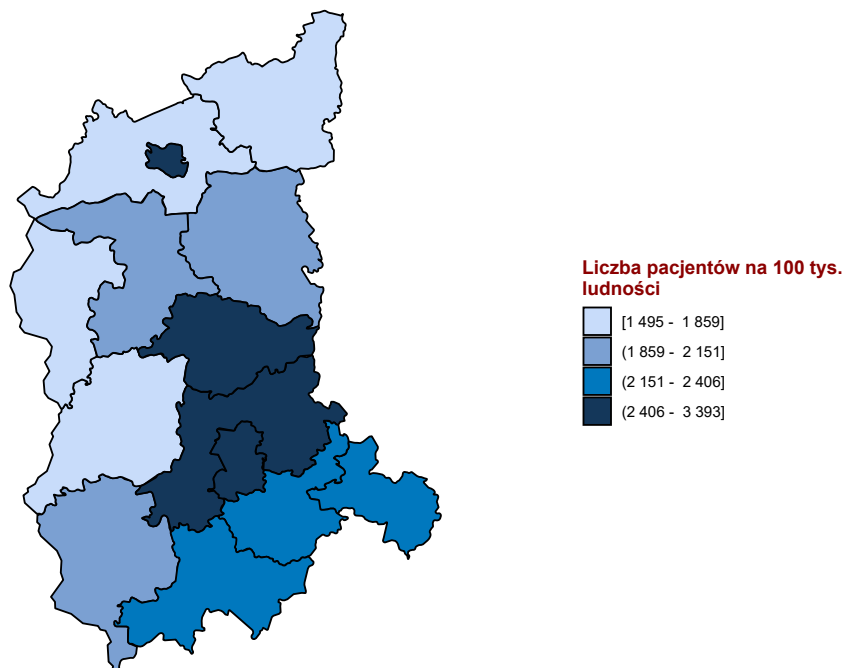 Liczba pacjentów na 100 tys.
ludności
[1 495 - 1 859]
(1 859 - 2 151]
(2 151 - 2 406]
(2 406 - 3 393]